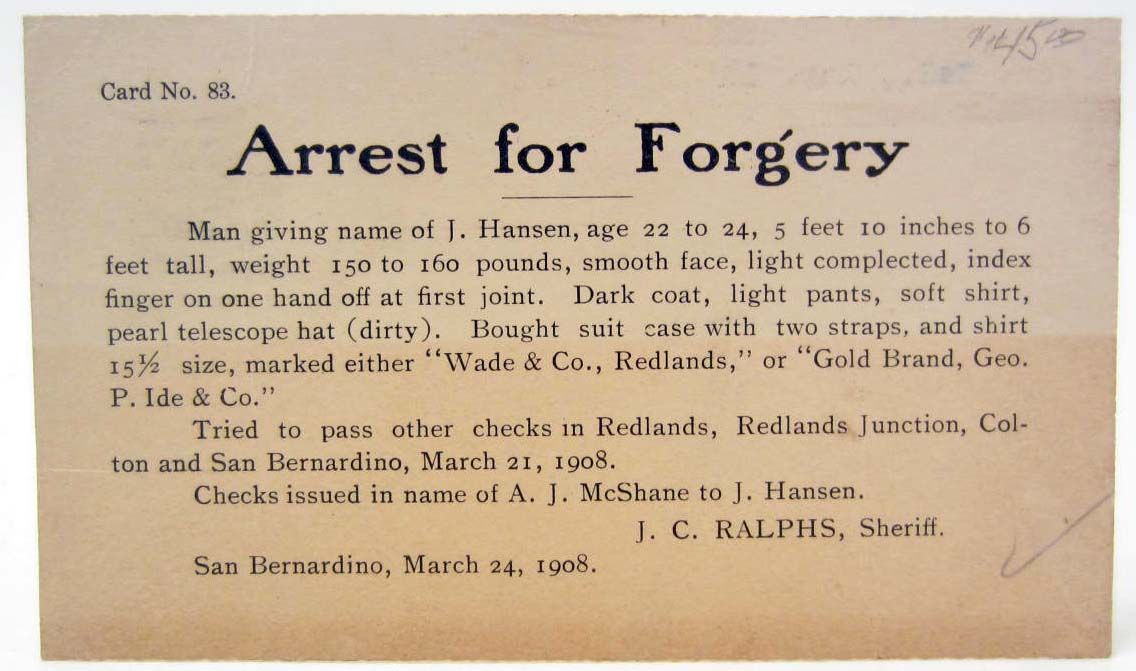 Card No. 83.
Arrest for Forgery
Man giving name of J. Hansen, age 22 to 24, 5 feet 10 inches to 6
feet tall, weight 150 to 160 pounds, smooth face, light complected, index
finger on one hand off at first joint. Dark coat, light pants, soft shirt,
pearl telescope hat (dirty). Bought suit case with two straps, and shirt
15½ size, marked either "Wade & Co., Redlands," or "Gold Brand, Geo.
P. Ide & Co."
Tried to pass other checks in Redlands, Redlands Junction, Col-
ton and San Bernardino, March 21, 1908.
Checks issued in name of A. J. McShane to J. Hansen.
J. C. RALPHS, Sheriff.
San Bernardino, March 24, 1908.